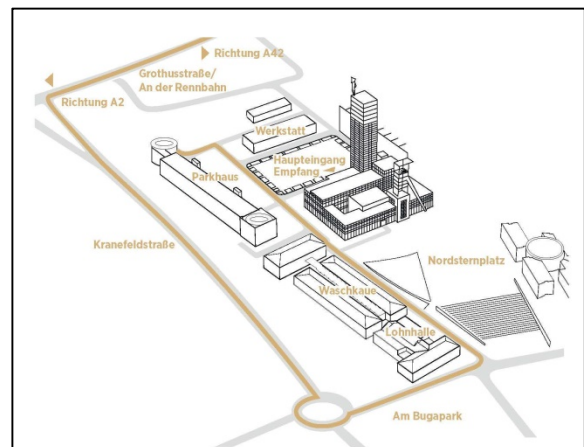 Richtung A42
Grothusstraße/
An der Rennbahn
Richtung A2
Werkstatt
Haupteingang
Empfang
Parkhaus
Kranefeldstraße
Nordsternplatz
Waschkaue
Lohnhalle
Am Bugapark